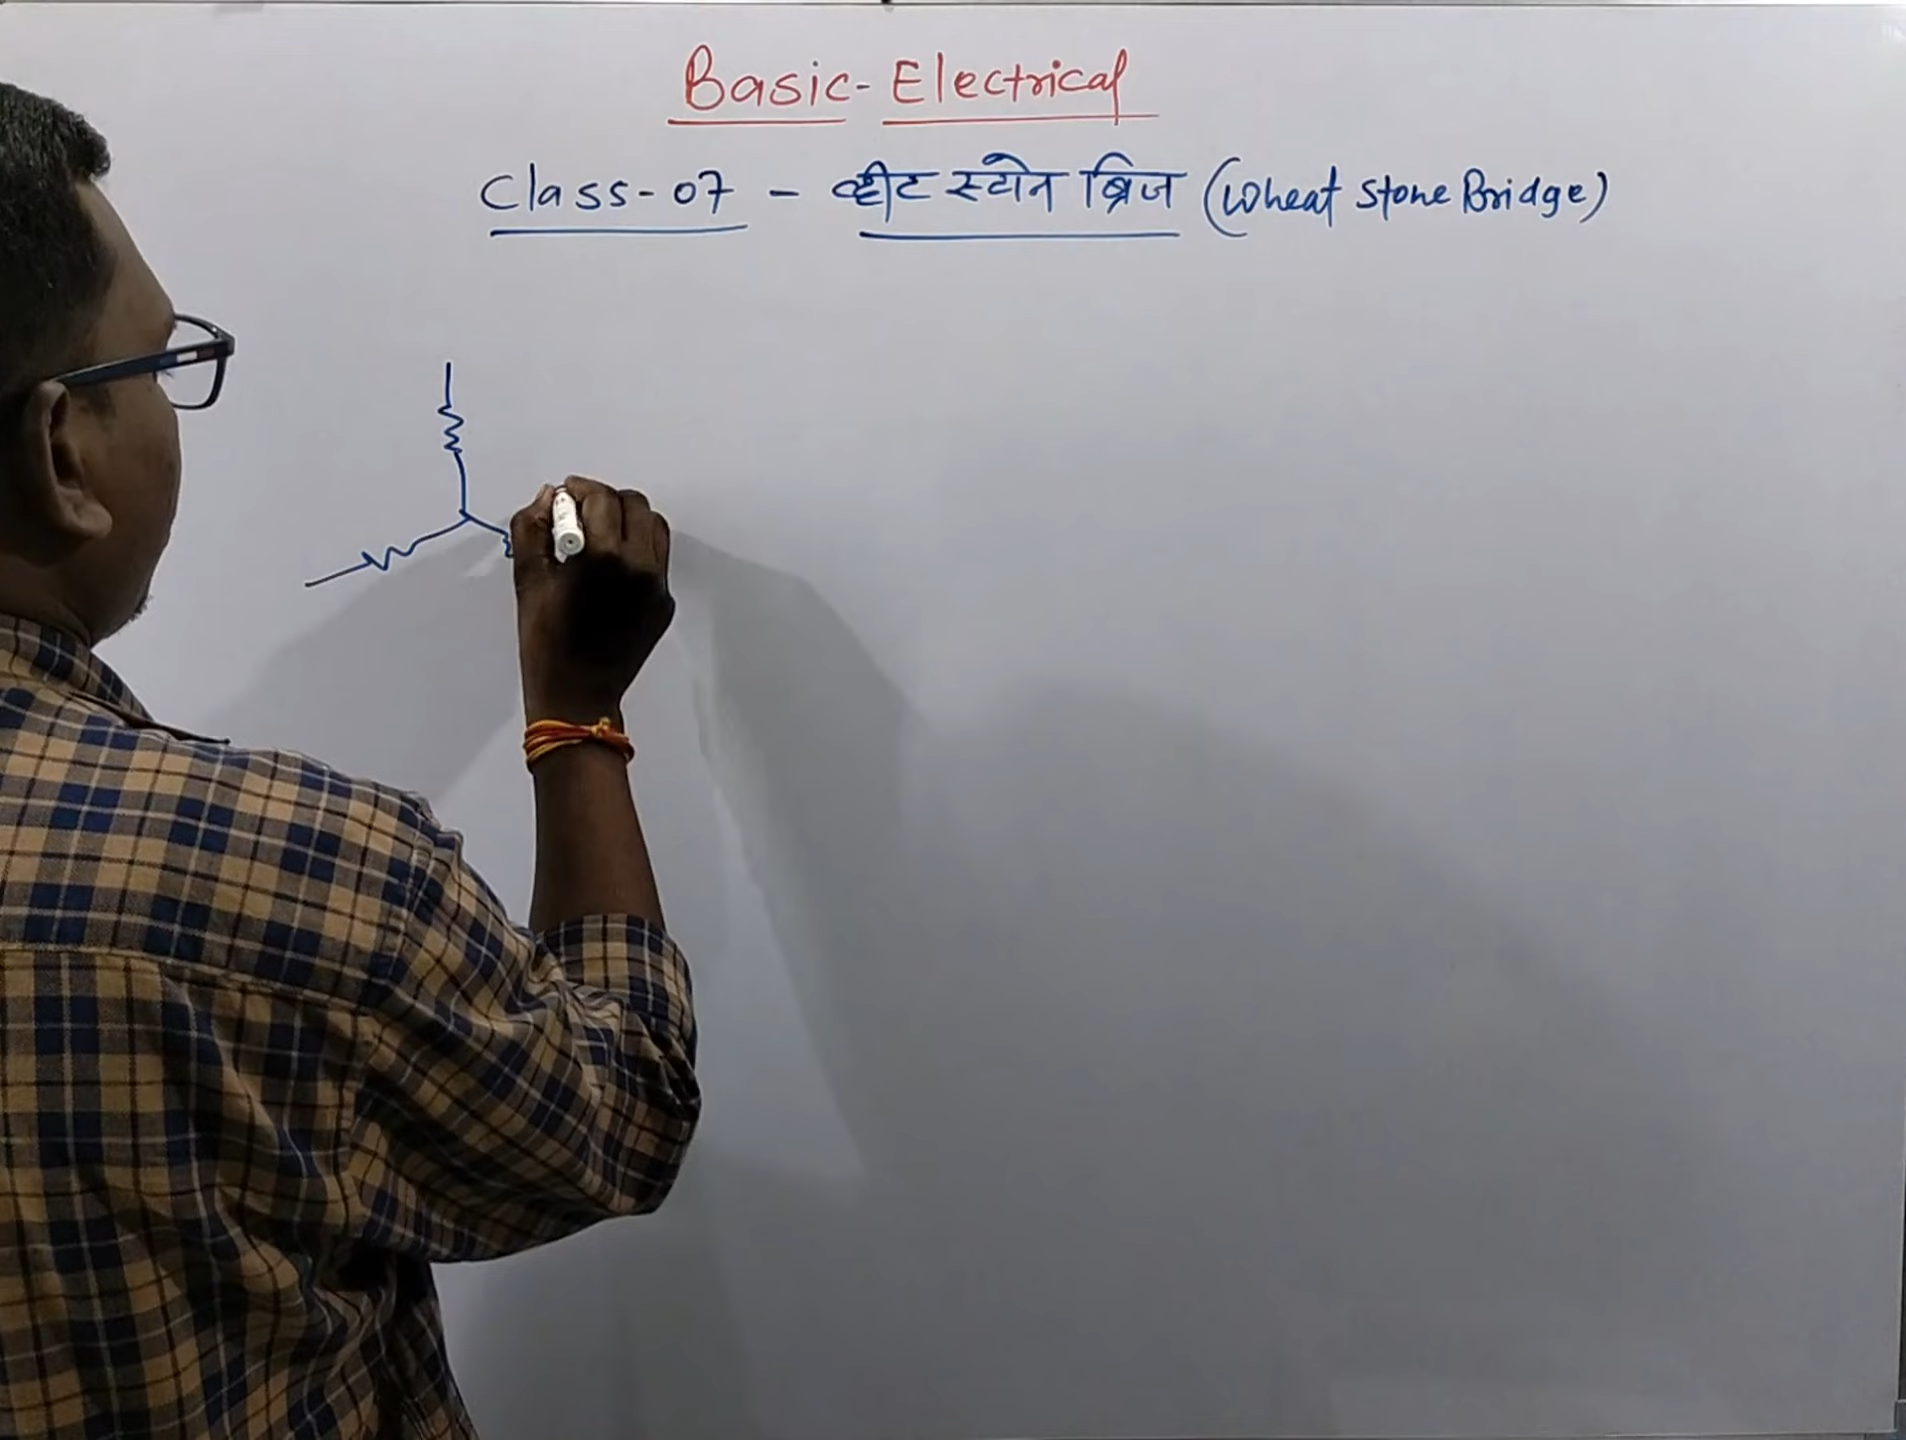 Basic-Electrical
Class-07 - व्हीट स्टोन ब्रिज (Wheat Stone Bridge)